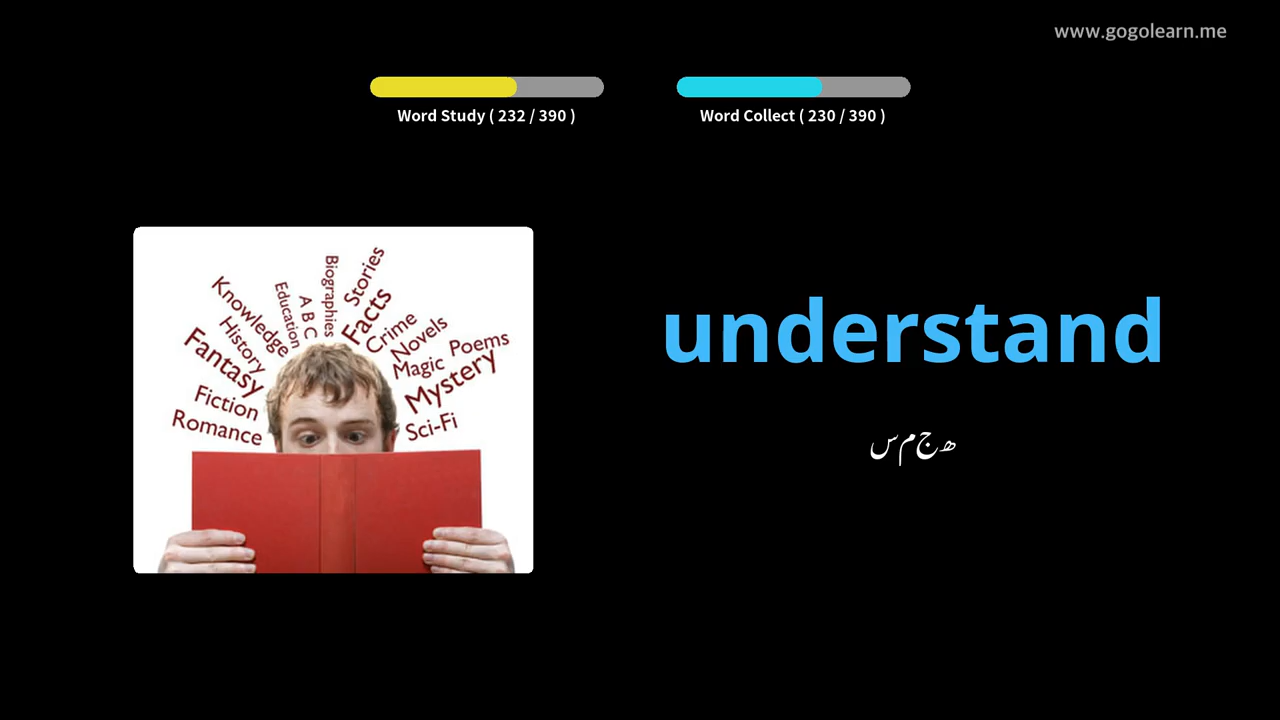 www.gogolearn.me
Word Study ( 232 / 390 )
Word Collect ( 230 / 390 )
Biographies
Stories
Education
A B C
Facts
Knowledge
Crime
History
Novels
Fantasy
Magic
Poems
Mystery
Fiction
Romance
Sci-Fi
understand
ھ ج م س